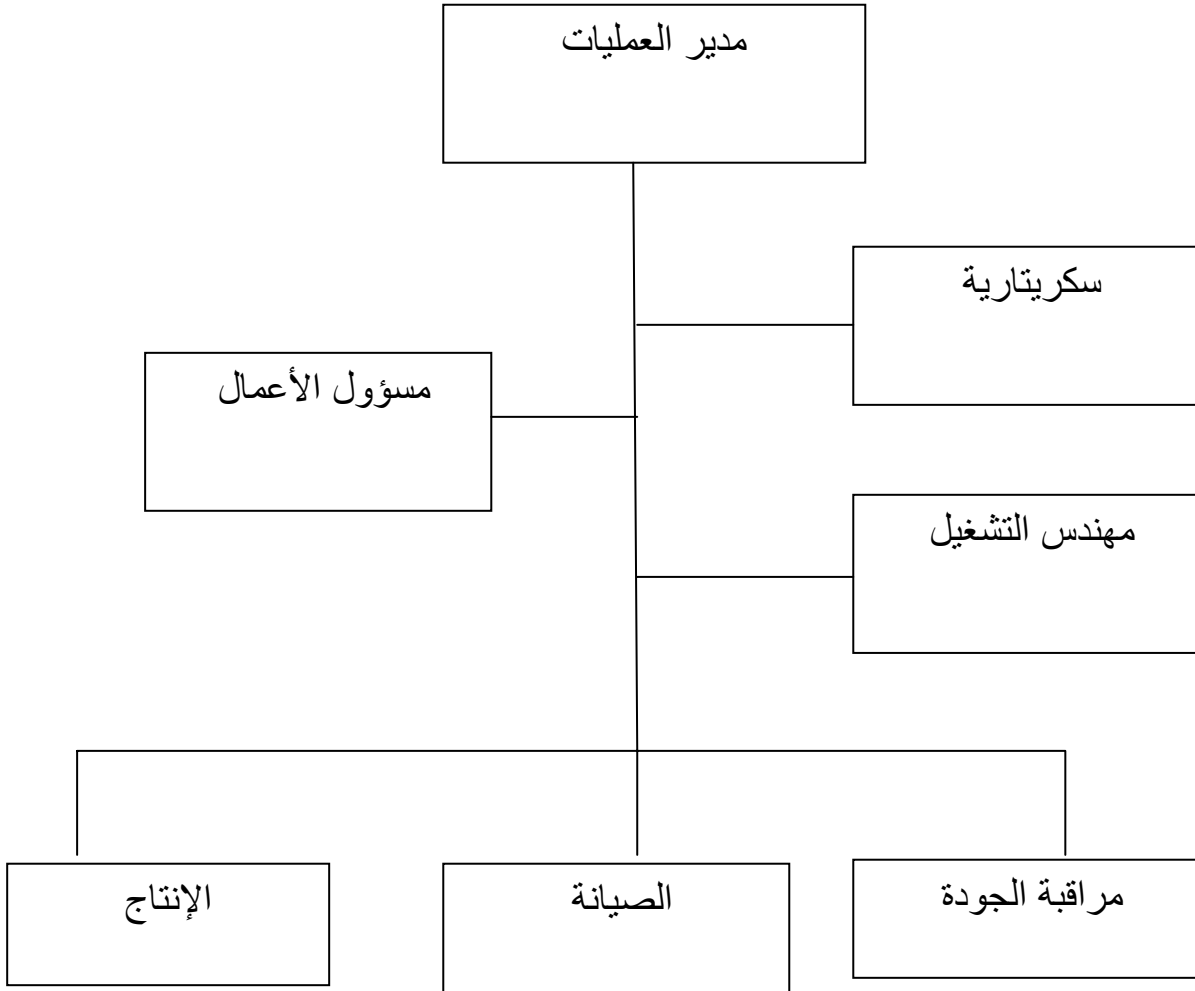 مدير العمليات
سكريتارية
مسؤول الأعمال
مهندس التشغيل
مراقبة الجودة
الصيانة
الإنتاج